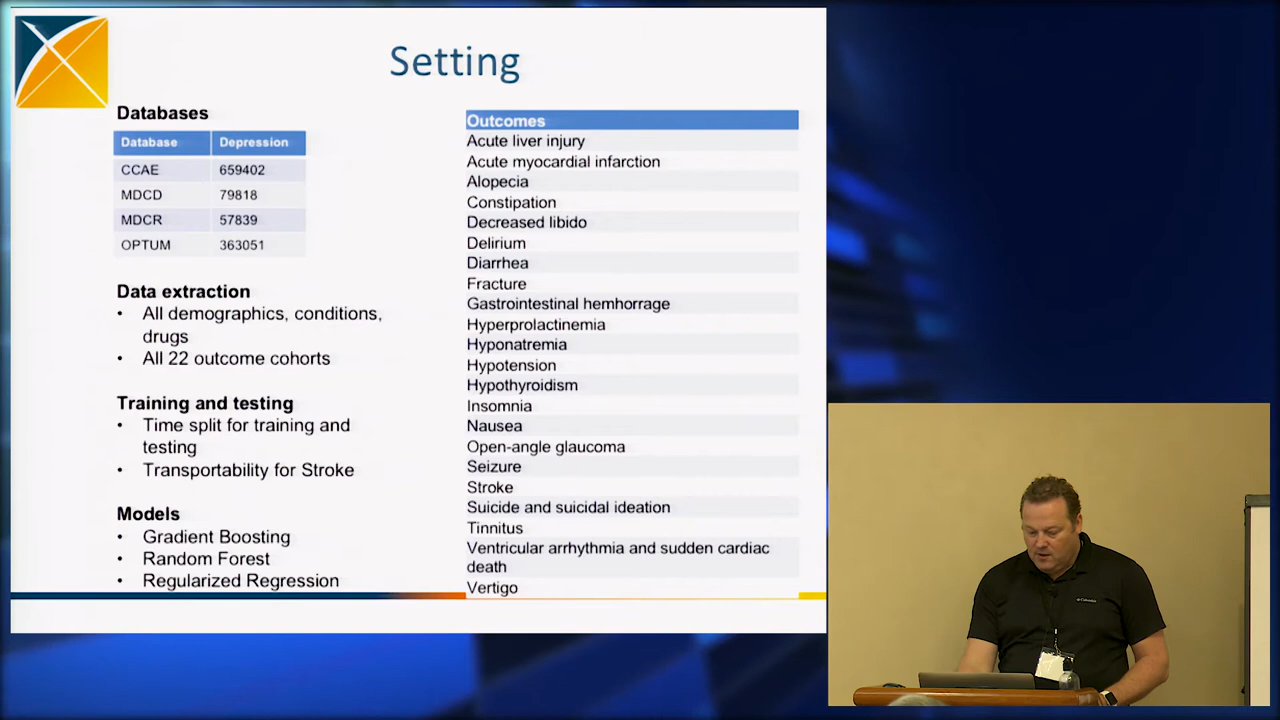 Setting
Databases
Database Depression
CCAE 659402
MDCD 79818
MDCR 57839
OPTUM 363051
Data extraction
• All demographics, conditions,
drugs
• All 22 outcome cohorts
Training and testing
• Time split for training and
testing
• Transportability for Stroke
Models
• Gradient Boosting
• Random Forest
• Regularized Regression
Outcomes
Acute liver injury
Acute myocardial infarction
Alopecia
Constipation
Decreased libido
Delirium
Diarrhea
Fracture
Gastrointestinal hemhorrage
Hyperprolactinemia
Hyponatremia
Hypotension
Hypothyroidism
Insomnia
Nausea
Open-angle glaucoma
Seizure
Stroke
Suicide and suicidal ideation
Tinnitus
Ventricular arrhythmia and sudden cardiac
death
Vertigo